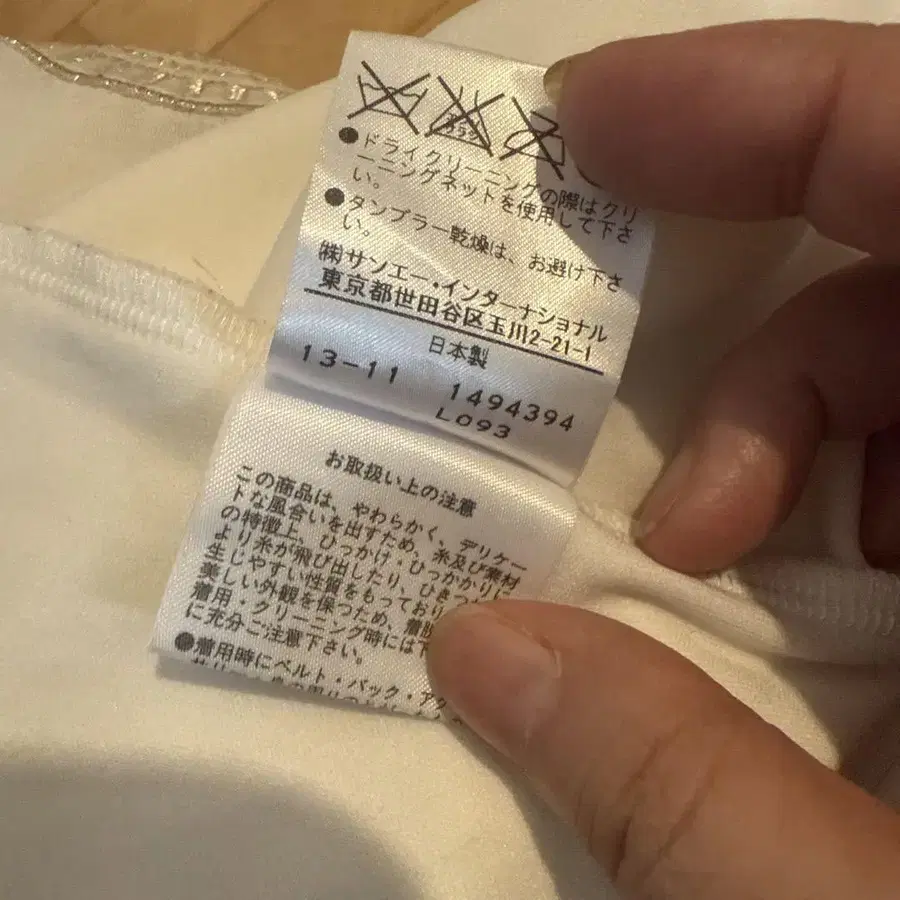 ●ドライクリーニングの際はクリ
ーニングネットを使用して下さ
い。
●タンブラー乾燥は、お避け下さ
い。
㈱サンエー・インターナショナル
東京都世田谷区玉川2-21-1
日本製
13-11 1494394
L093
お取扱い上の注意
この商品は、やわらかく、デリケー
トな風合いを出すため、糸及び素材
の特徴上、ひっかけ・ひっかかりに
より糸が飛び出したり、ひきつ
生じやすい性質をもっており
美しい外観を保つため、着脱
着用・クリーニング時には下
に充分ご注意下さい。
●着用時にベルト・バック・アク